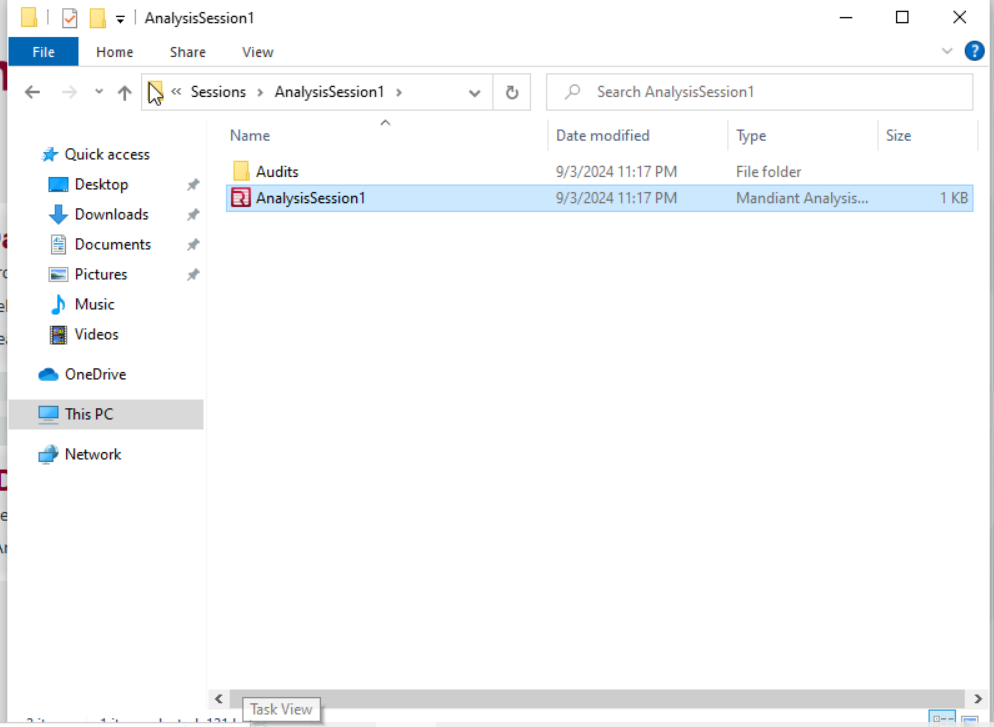 AnalysisSession1
File Home Share View
« Sessions > AnalysisSession1 > Search AnalysisSession1
Name Date modified Type Size
Quick access
Desktop
Downloads
Documents
Pictures
Music
Videos
OneDrive
This PC
Network
Audits 9/3/2024 11:17 PM File folder
AnalysisSession1 9/3/2024 11:17 PM Mandiant Analysis... 1 KB
Task View